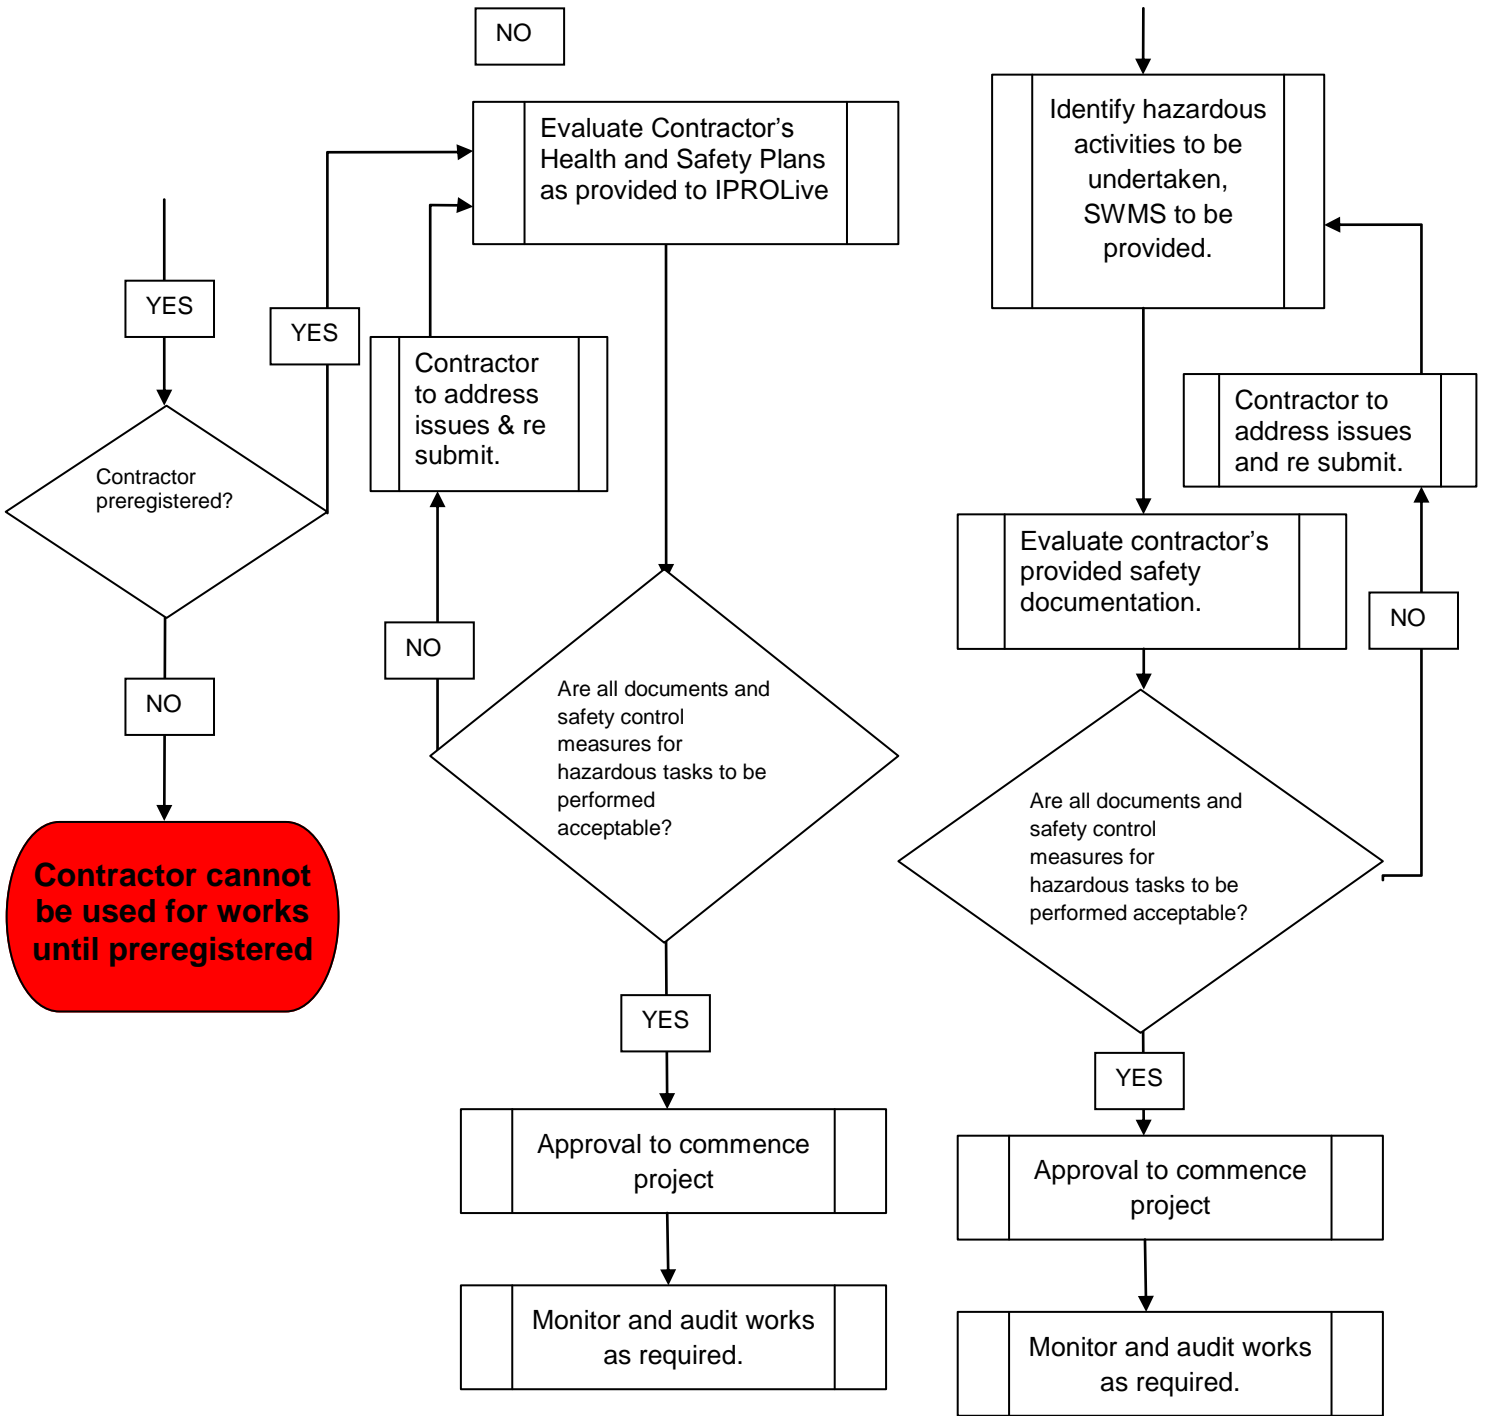 NO
Evaluate Contractor’s
Health and Safety Plans
as provided to IPROLive
Identify hazardous
activities to be
undertaken,
SWMS to be
provided.
YES
YES
Contractor
to address
issues & re
submit.
Contractor to
address issues
and re submit.
Contractor
preregistered?
Evaluate contractor’s
provided safety
documentation.
NO
NO
NO
Are all documents and
safety control
measures for
hazardous tasks to be
performed
acceptable?
Are all documents and
safety control
measures for
hazardous tasks to be
performed acceptable?
Contractor cannot
be used for works
until preregistered
YES
YES
Approval to commence
project
Approval to commence
project
Monitor and audit works
as required.
Monitor and audit works
as required.